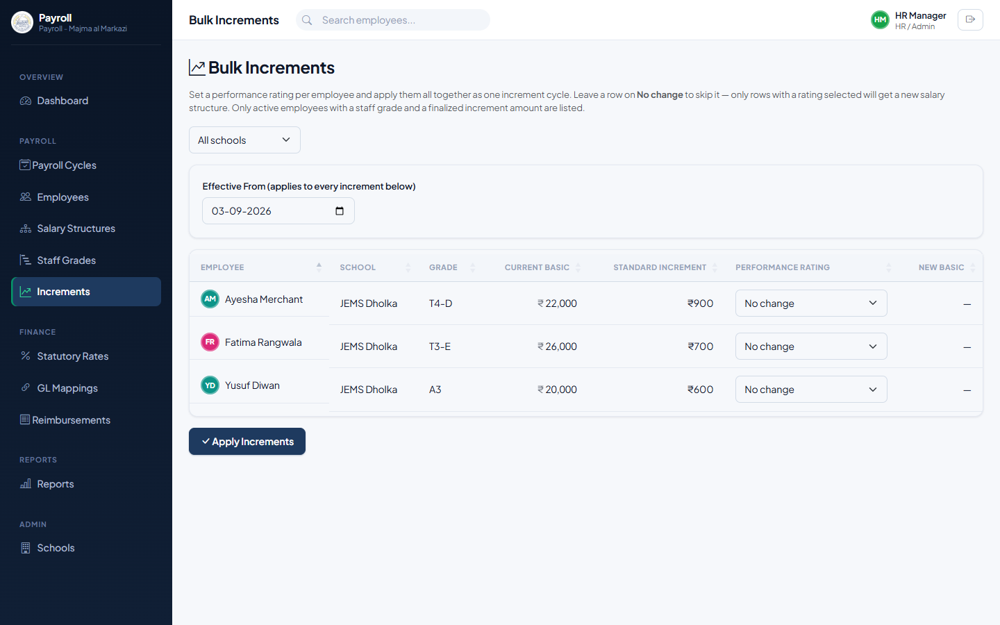 Payroll
Payroll - Majma al Markazi
Bulk Increments
Search employees...
HM
HR Manager
HR / Admin
OVERVIEW
Dashboard
PAYROLL
Payroll Cycles
Employees
Salary Structures
Staff Grades
Increments
FINANCE
Statutory Rates
GL Mappings
Reimbursements
REPORTS
Reports
ADMIN
Schools
Bulk Increments
Set a performance rating per employee and apply them all together as one increment cycle. Leave a row on No change to skip it — only rows with a rating selected will get a new salary
structure. Only active employees with a staff grade and a finalized increment amount are listed.
All schools
Effective From (applies to every increment below)
03-09-2026
EMPLOYEE SCHOOL GRADE CURRENT BASIC STANDARD INCREMENT PERFORMANCE RATING NEW BASIC
AM Ayesha Merchant JEMS Dholka T4-D ₹ 22,000 ₹900 No change —
FR Fatima Rangwala JEMS Dholka T3-E ₹ 26,000 ₹700 No change —
YD Yusuf Diwan JEMS Dholka A3 ₹ 20,000 ₹600 No change —
Apply Increments